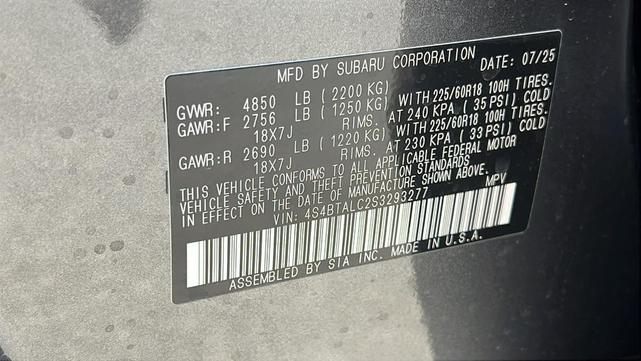 MFD BY SUBARU CORPORATION DATE: 07/25
GVWR: 4850 LB (2200 KG)
GAWR:F 2756 LB (1250 KG) WITH 225/60R18 100H TIRES.
18X7J RIMS. AT 240 KPA (35 PSI) COLD
GAWR:R 2690 LB (1220 KG) WITH 225/60R18 100H TIRES.
18X7J RIMS. AT 230 KPA (33 PSI) COLD.
THIS VEHICLE CONFORMS TO ALL APPLICABLE FEDERAL MOTOR
VEHICLE SAFETY AND THEFT PREVENTION STANDARDS
IN EFFECT ON THE DATE OF MANUFACTURE SHOWN ABOVE.
VIN: 4S4BTALC2S3293277 MPV
ASSEMBLED BY SIA INC. MADE IN U.S.A.